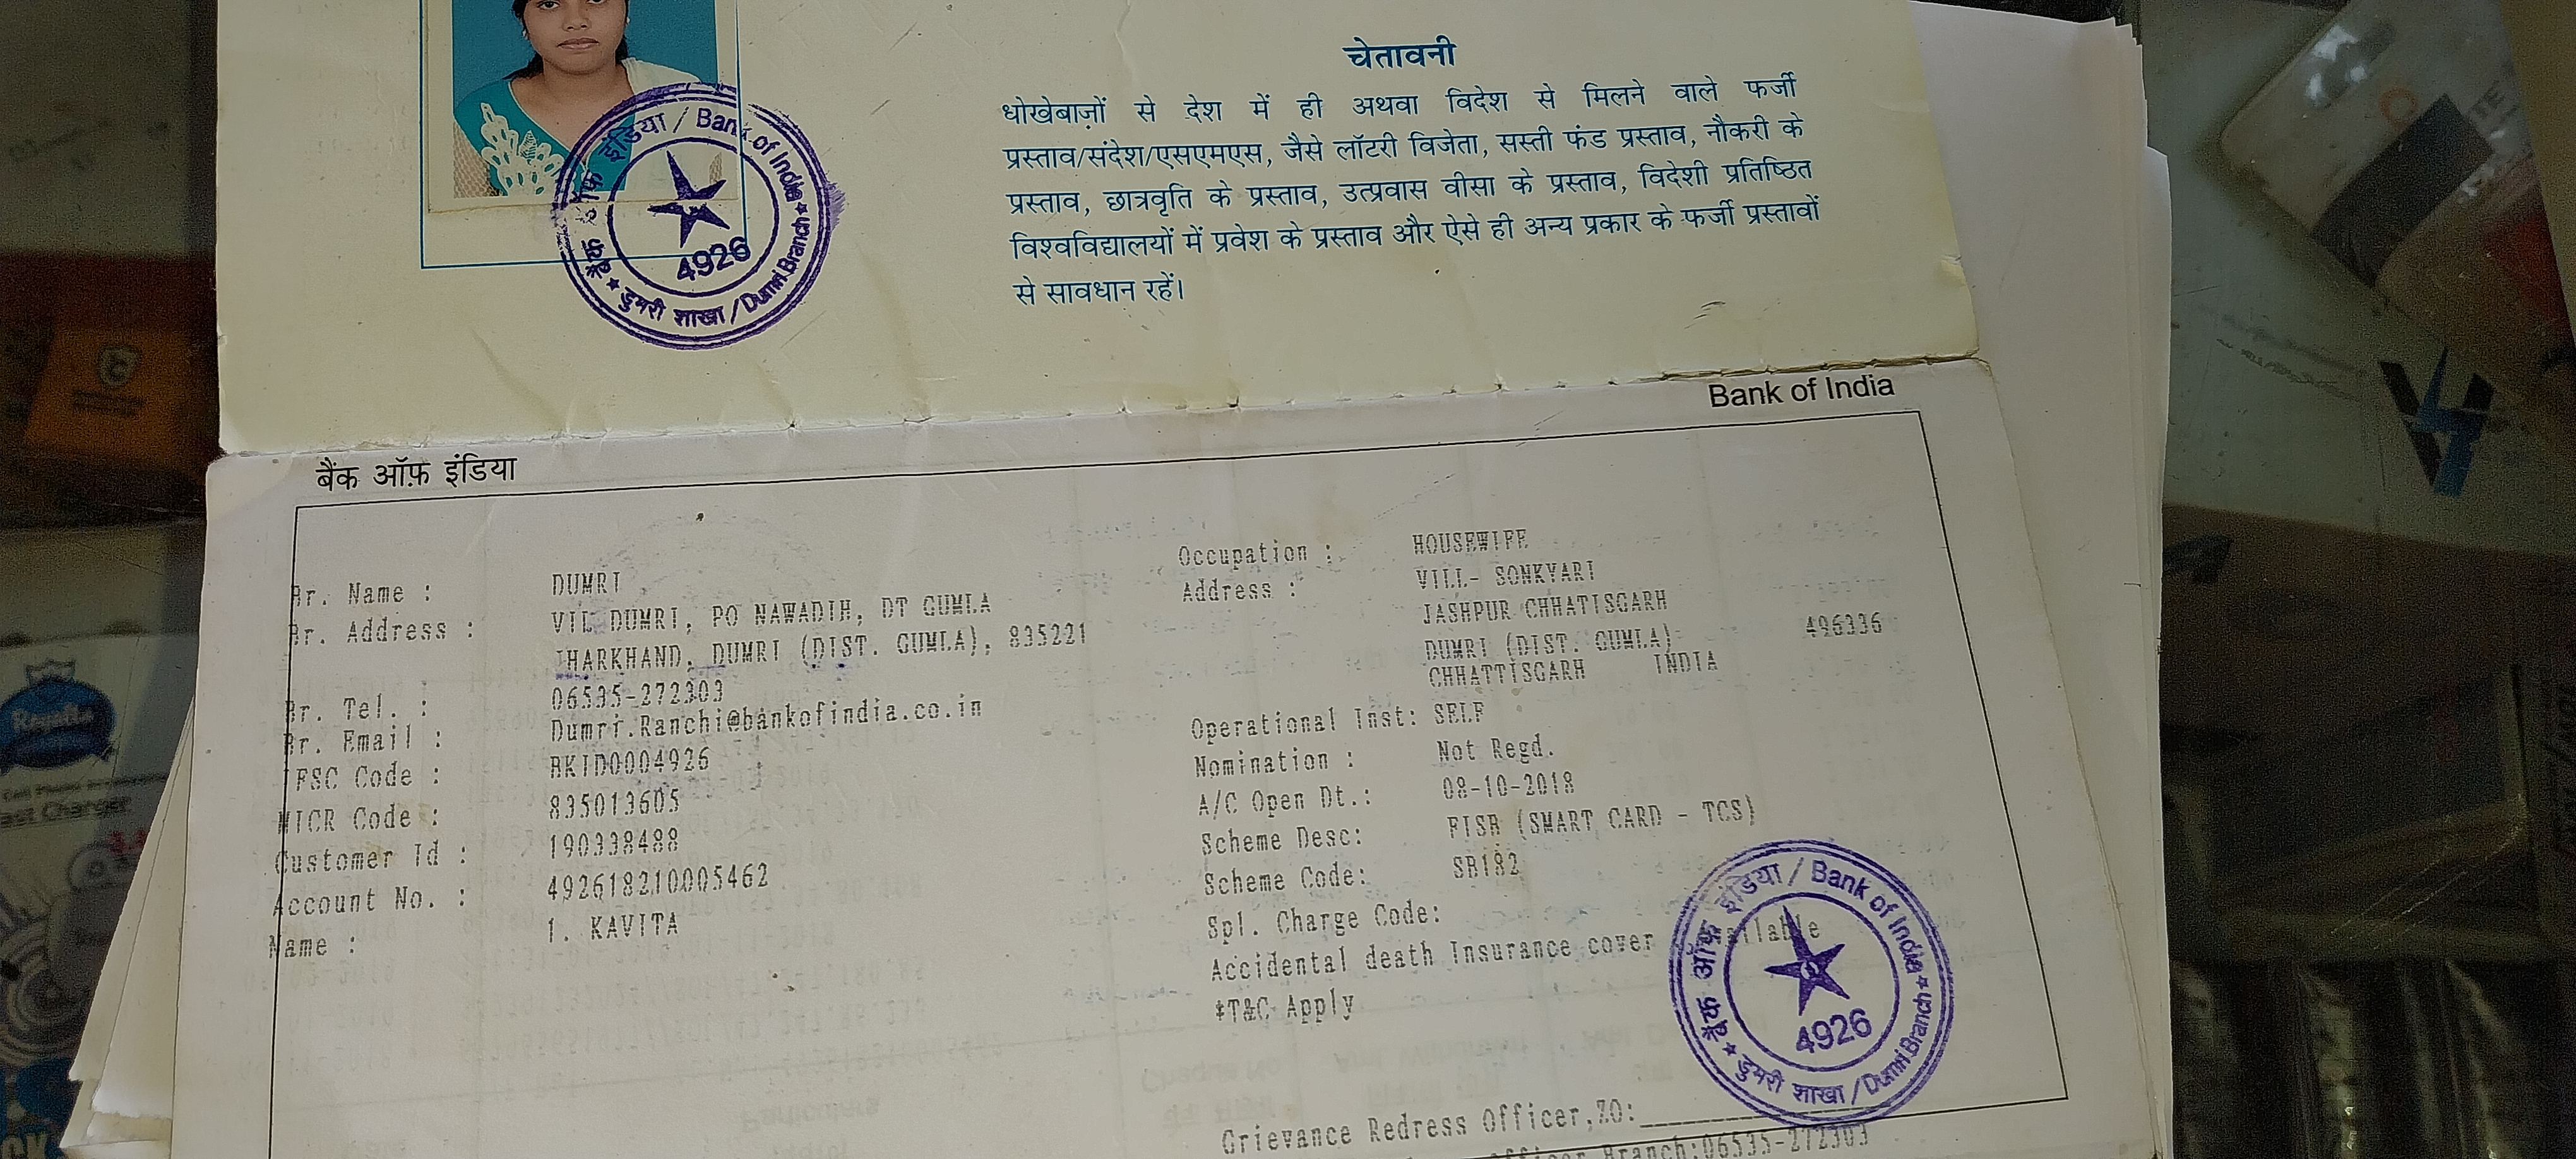 चेतावनी
धोखेबाज़ों से देश में ही अथवा विदेश से मिलने वाले फर्जी
प्रस्ताव/संदेश/एसएमएस, जैसे लॉटरी विजेता, सस्ती फंड प्रस्ताव, नौकरी के
प्रस्ताव, छात्रवृति के प्रस्ताव, उत्प्रवास वीसा के प्रस्ताव, विदेशी प्रतिष्ठित
विश्वविद्यालयों में प्रवेश के प्रस्ताव और ऐसे ही अन्य प्रकार के फर्जी प्रस्तावों
से सावधान रहें।
बैंक ऑफ इंडिया / Bank of India
4926
डुमरी शाखा / Dumri Branch
Bank of India
बैंक ऑफ़ इंडिया
Br. Name : DUMRI
Br. Address : VIL DUMRI, PO NAWADIH, DT GUMLA
JHARKHAND, DUMRI (DIST. GUMLA), 835221
Br. Tel. : 06535-272303
Br. Email : Dumri.Ranchi@bankofindia.co.in
IFSC Code : BKID0004926
MICR Code : 835013605
Customer Id : 190338488
Account No. : 492618210005462
Name : 1. KAVITA
Occupation : HOUSEWIFE
Address : VILL- SONKYARI
JASHPUR CHHATISGARH
DUMRI (DIST. GUMLA) 496336
CHHATTISGARH INDIA
Operational Inst: SELF
Nomination : Not Regd.
A/C Open Dt.: 08-10-2018
Scheme Desc: FISB (SMART CARD - TCS)
Scheme Code: SB182
Spl. Charge Code:
Accidental death Insurance cover available
*T&C Apply
बैंक ऑफ इंडिया / Bank of India
4926
डुमरी शाखा / Dumri Branch
Grievance Redress Officer,ZO:
officer Branch:06535-272303